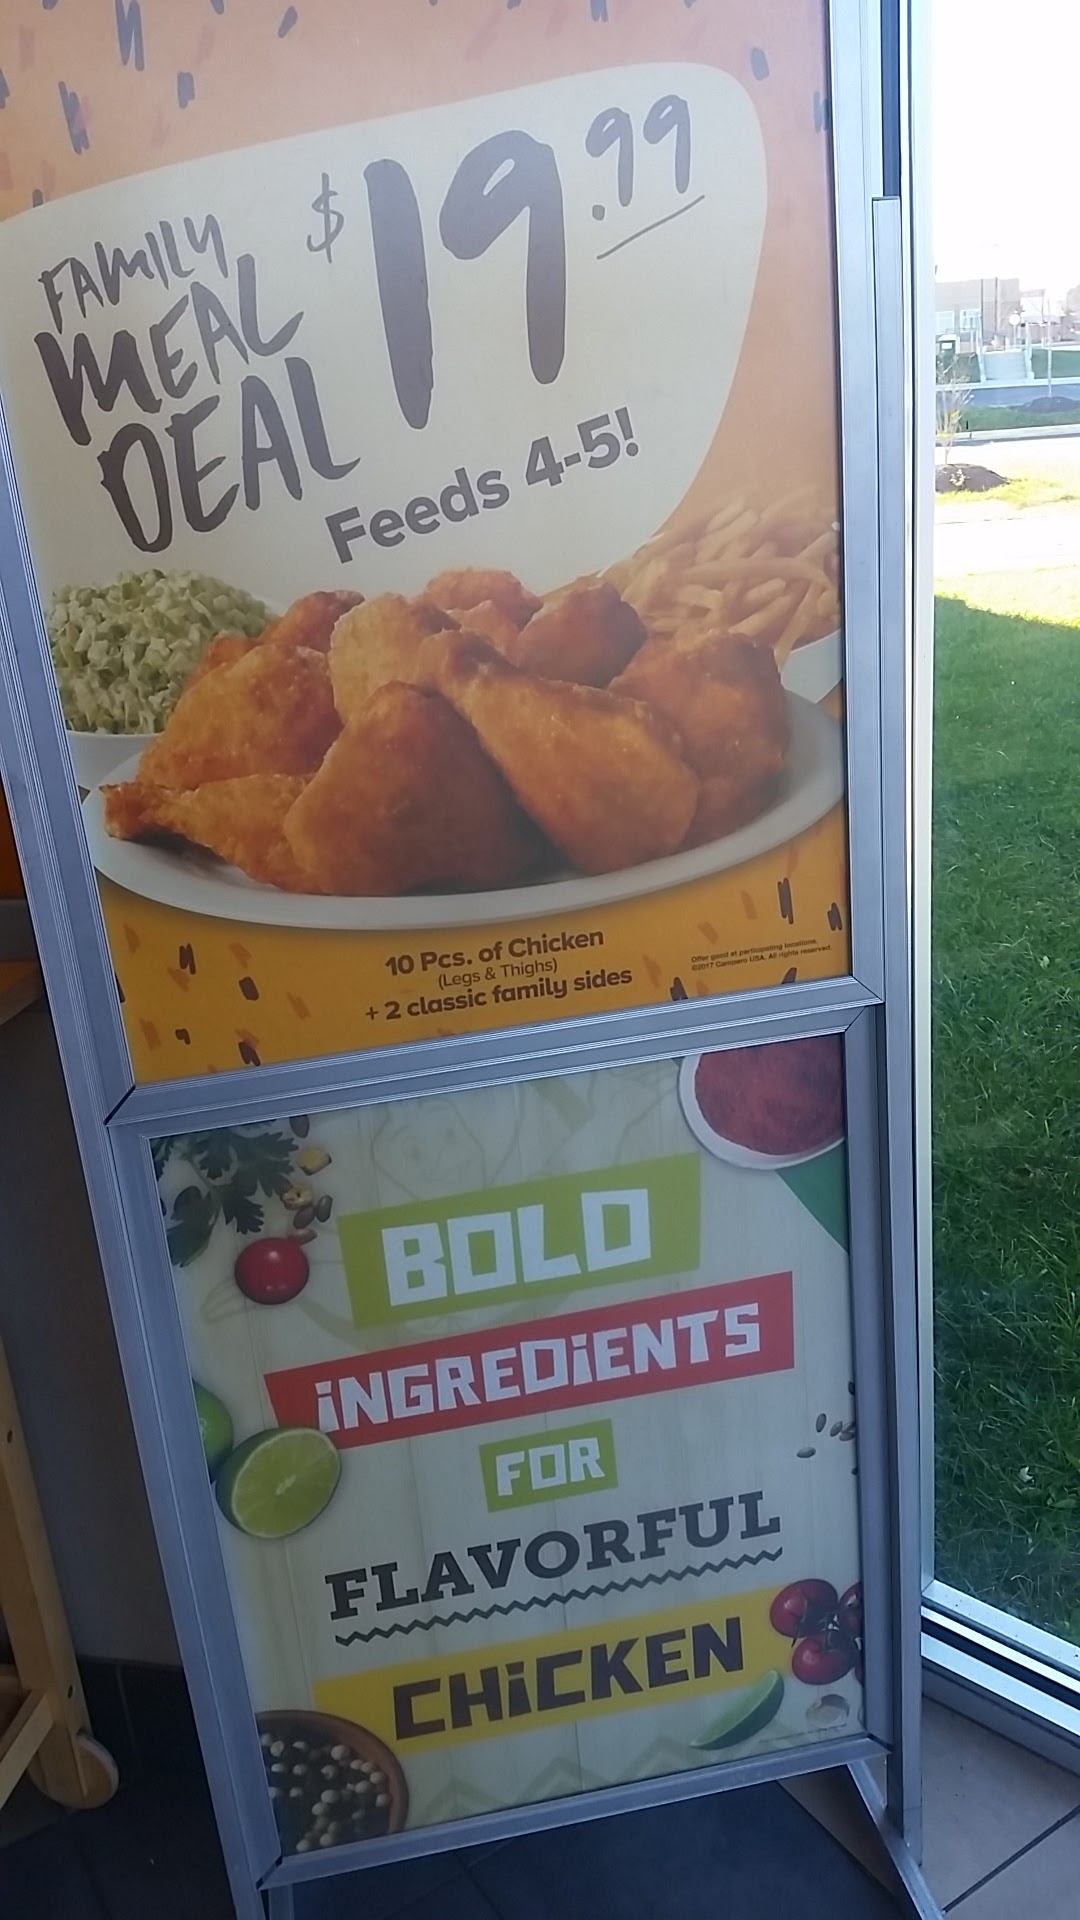 FAMILY
MEAL
DEAL
$19.99
Feeds 4-5!
10 Pcs. of Chicken
(Legs & Thighs)
+ 2 classic family sides
Offer good at participating locations.
©2017 Campero USA. All rights reserved.
BOLD
iNGREDiENTS
FOR
FLAVORFUL
CHiCKEN